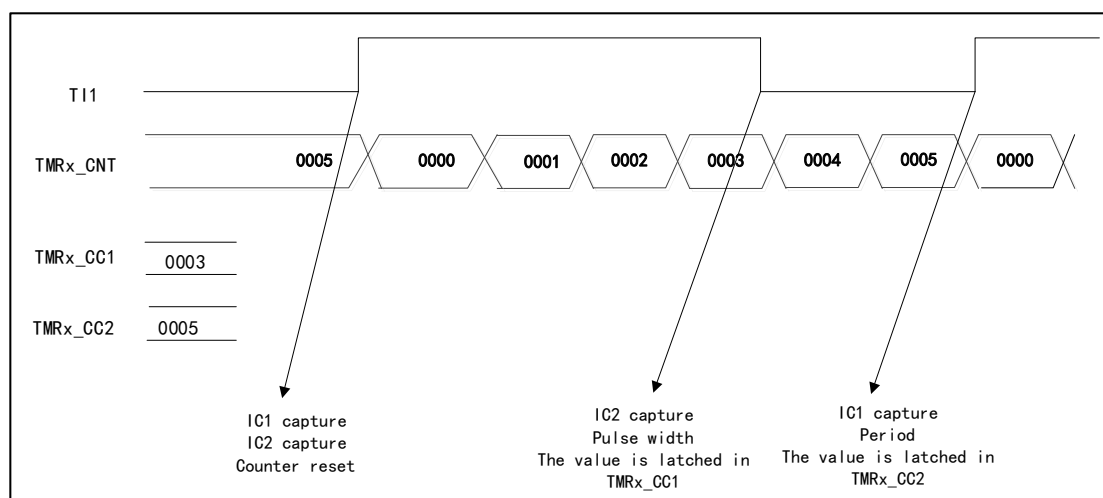 TI1
TMRx_CNT
0005 0000 0001 0002 0003 0004 0005 0000
TMRx_CC1
0003
TMRx_CC2
0005
IC1 capture
IC2 capture
Counter reset
IC2 capture
Pulse width
The value is latched in
TMRx_CC1
IC1 capture
Period
The value is latched in
TMRx_CC2